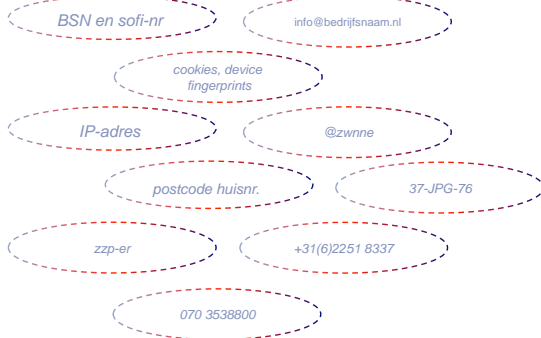 BSN en sofi-nr
info@bedrijfsnaam.nl
cookies, device
fingerprints
IP-adres
@zwnne
postcode huisnr.
37-JPG-76
zzp-er
+31(6)2251 8337
070 3538800